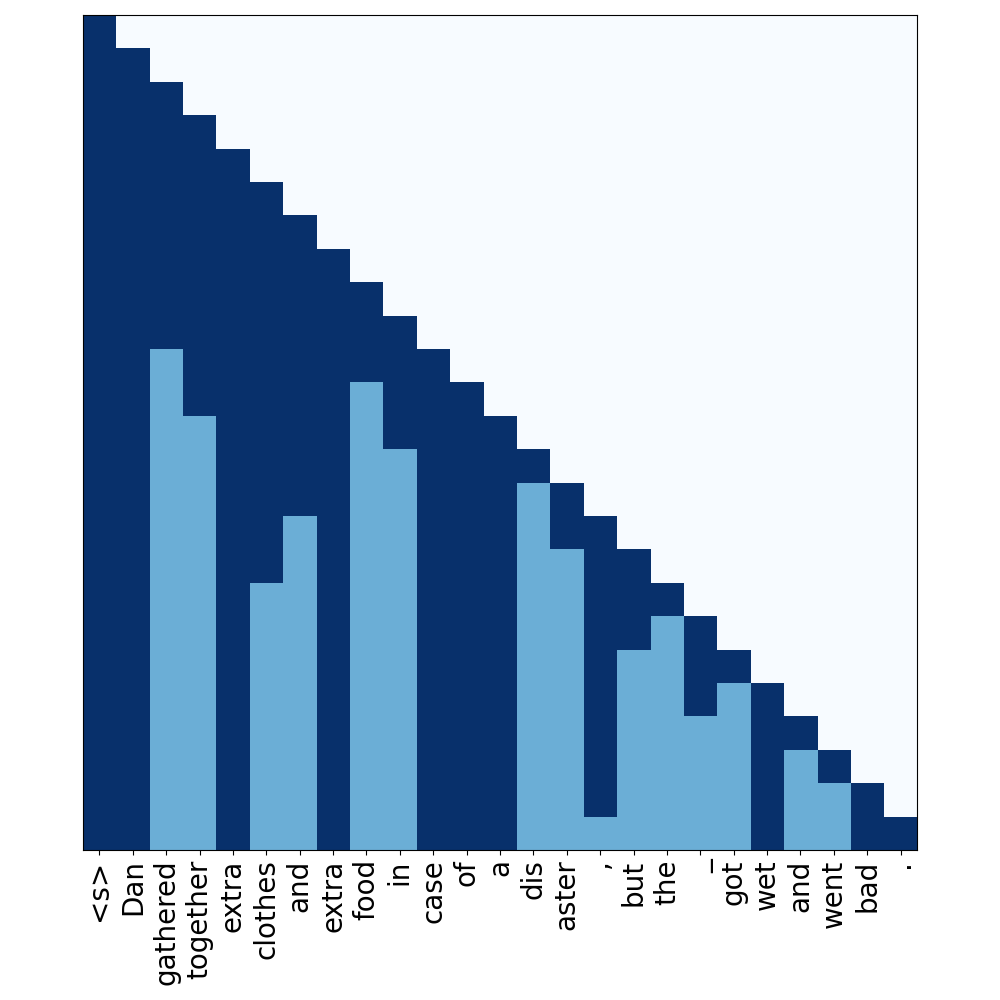 <s> Dan gathered together extra clothes and extra food in case of a dis aster , but the _ got wet and went bad .